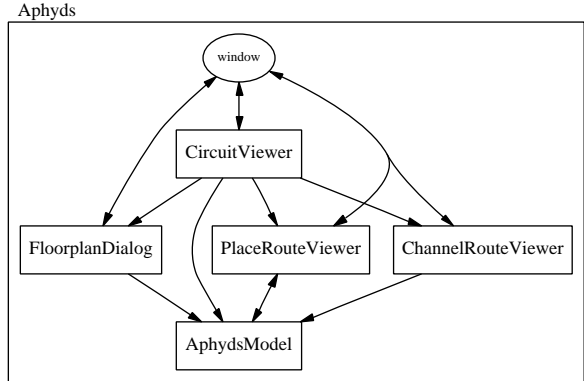 Aphyds
window
CircuitViewer
FloorplanDialog
PlaceRouteViewer
ChannelRouteViewer
AphydsModel